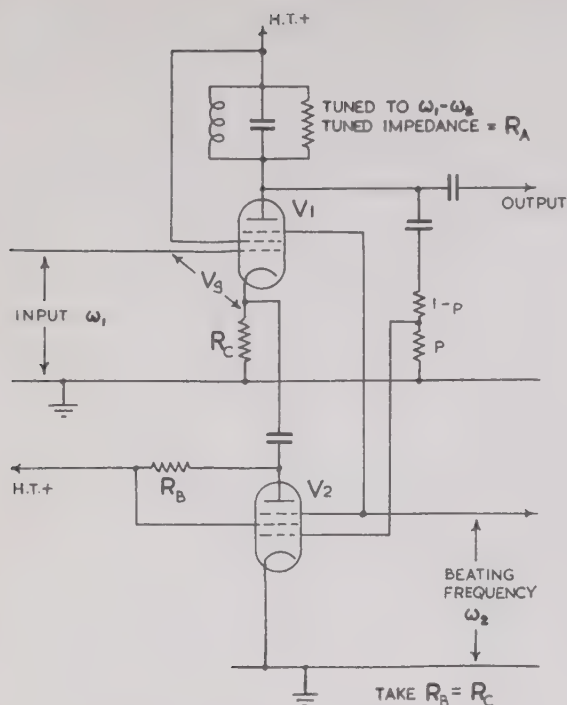 H.T.+
TUNED TO ω₁-ω₂
TUNED IMPEDANCE = R_A
V1
OUTPUT
Vg
INPUT ω₁
R_C
1-P
P
H.T.+
R_B
V2
BEATING
FREQUENCY
ω₂
TAKE R_B = R_C